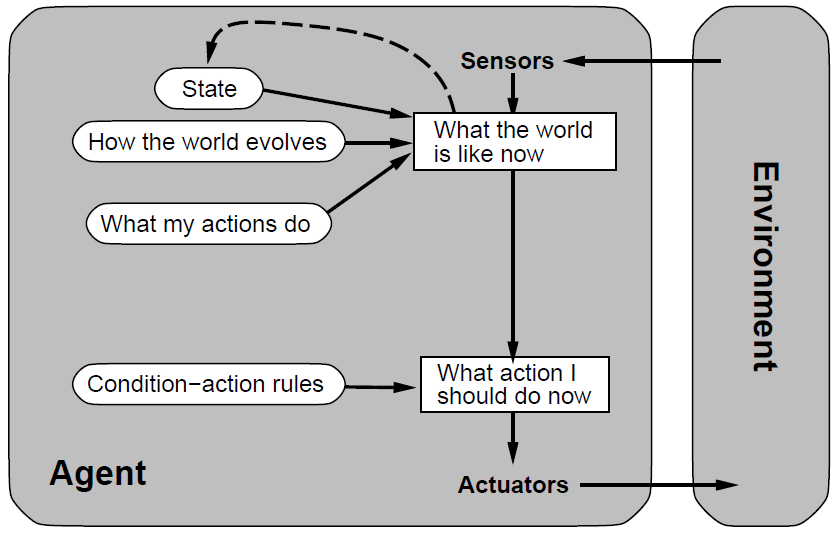 Sensors
State
What the world
is like now
How the world evolves
What my actions do
Environment
Condition−action rules
What action I
should do now
Agent
Actuators